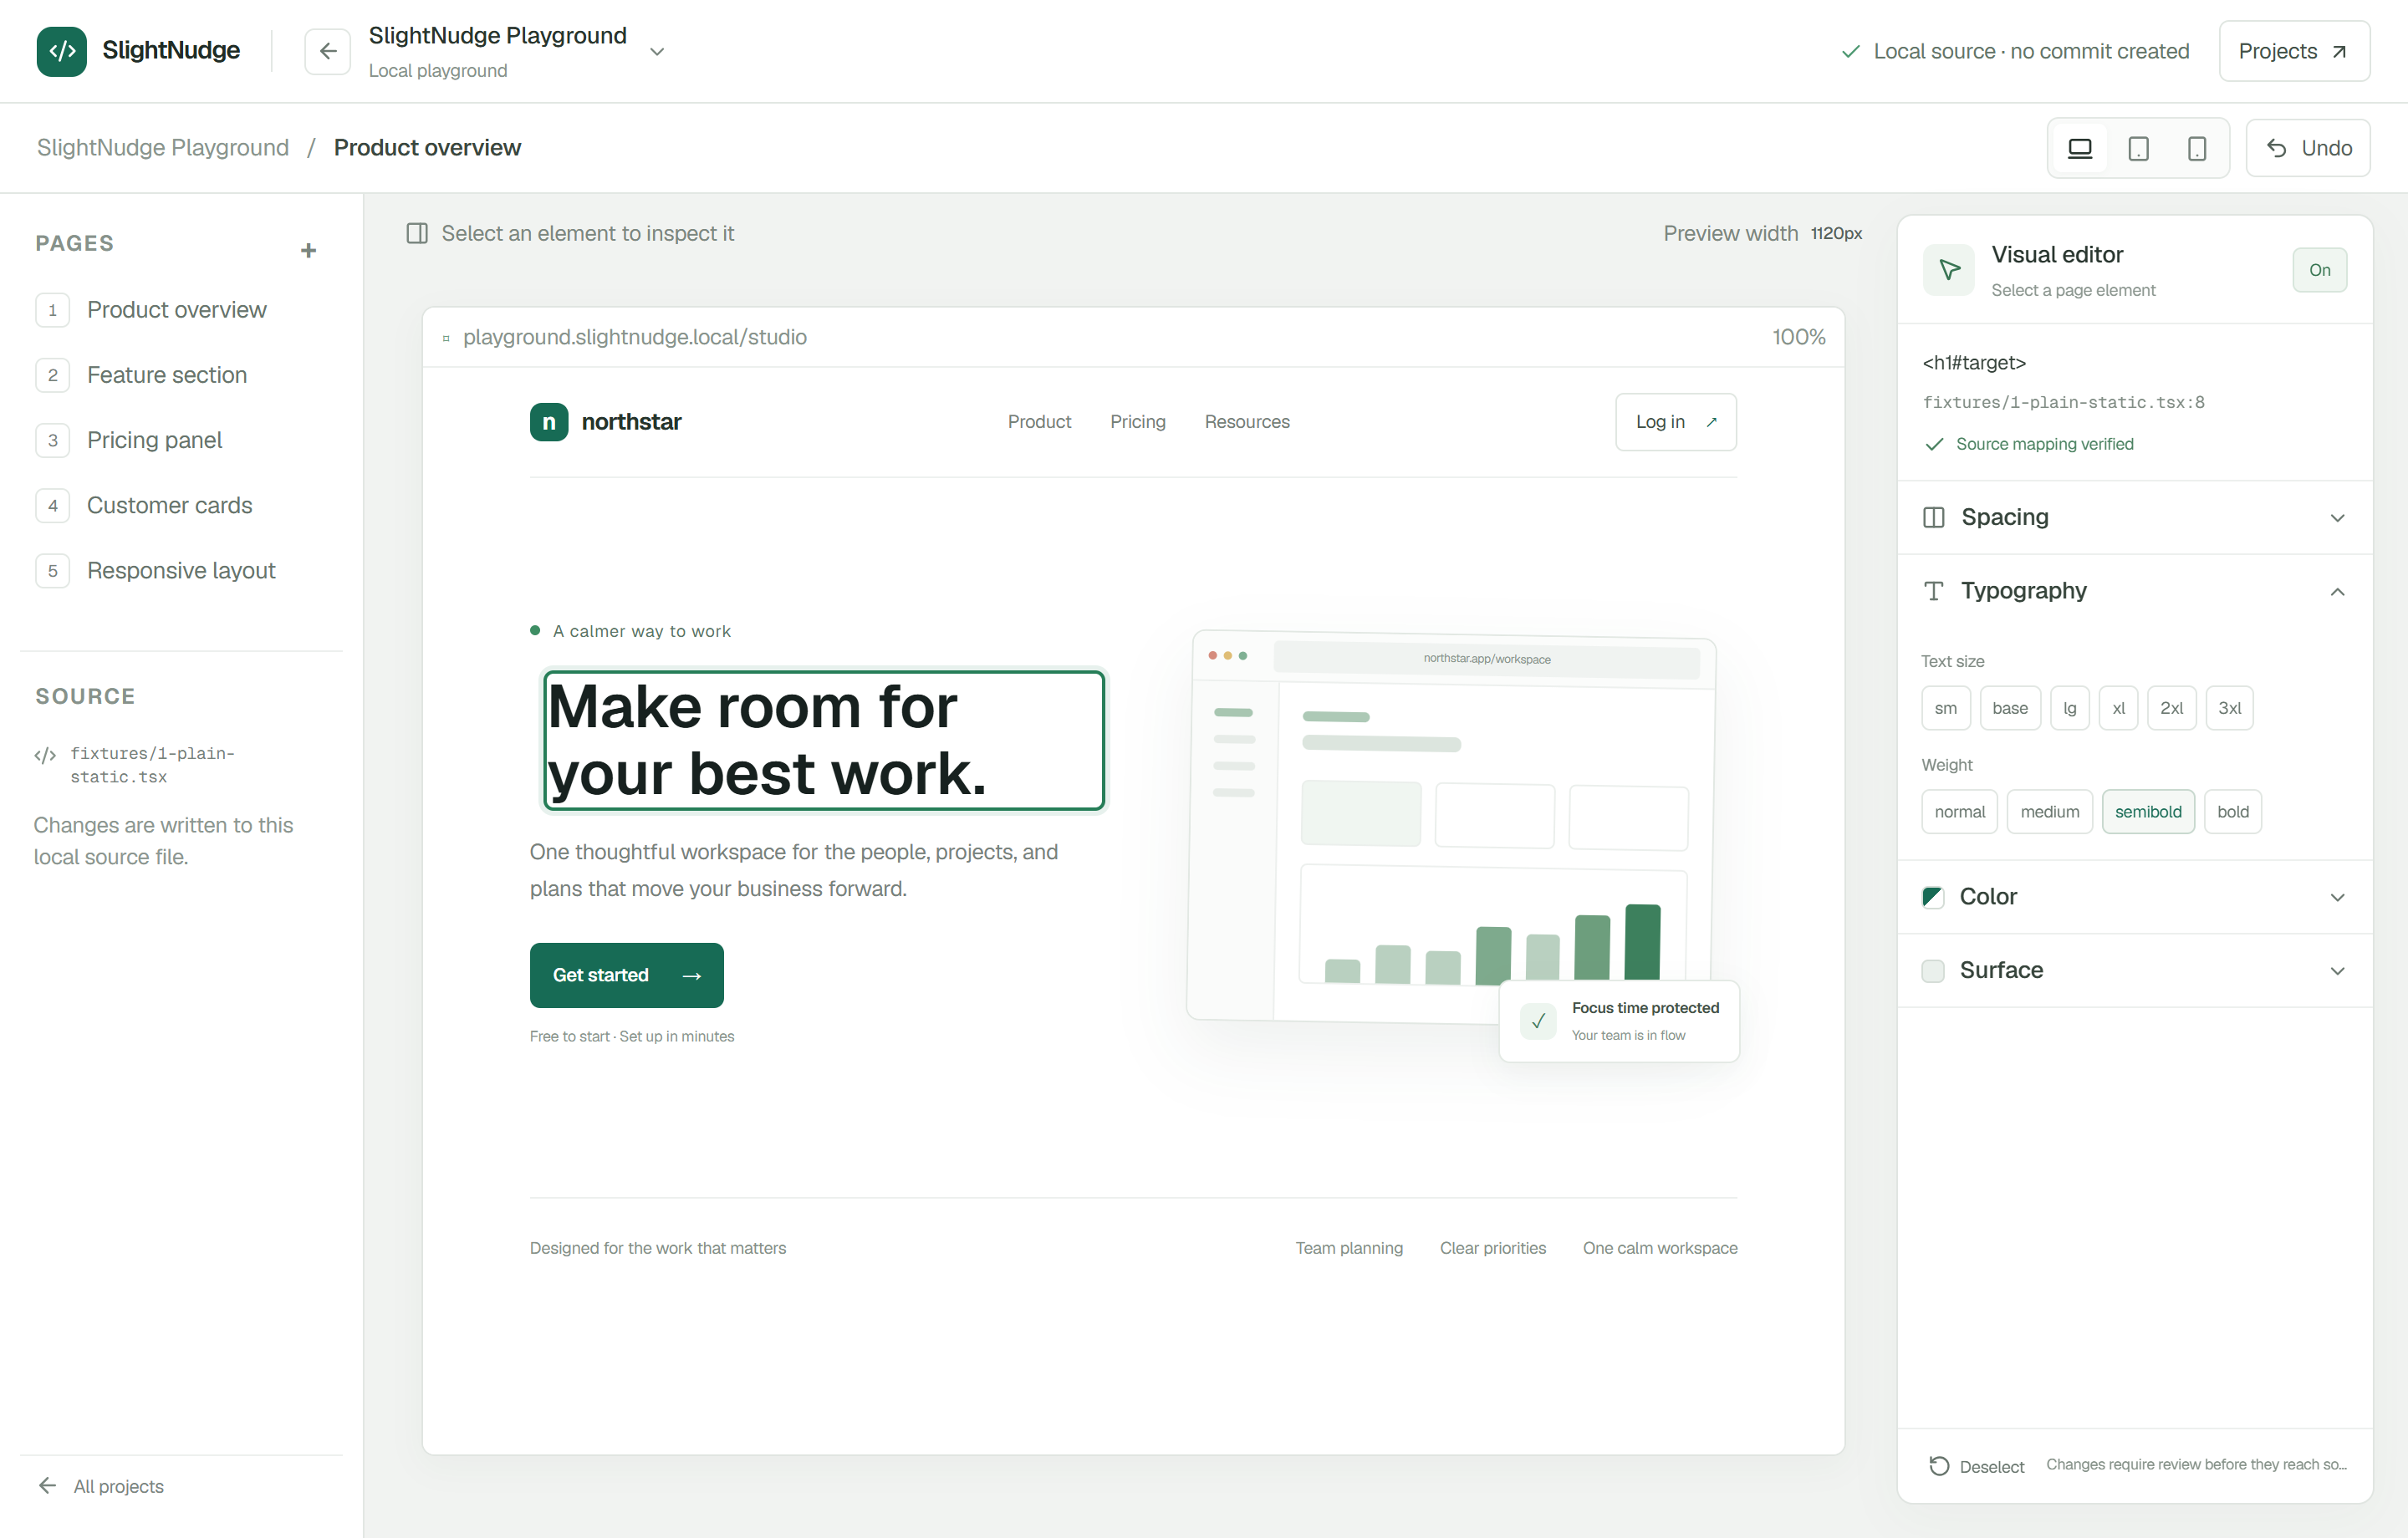 SlightNudge
SlightNudge Playground
Local playground
Local source · no commit created
Projects
SlightNudge Playground / Product overview
Undo
PAGES
1 Product overview
2 Feature section
3 Pricing panel
4 Customer cards
5 Responsive layout
SOURCE
fixtures/1-plain-
static.tsx
Changes are written to this
local source file.
All projects
Select an element to inspect it
Preview width 1120px
playground.slightnudge.local/studio
100%
n northstar
Product Pricing Resources
Log in ↗
A calmer way to work
Make room for
your best work.
One thoughtful workspace for the people, projects, and
plans that move your business forward.
Get started →
Free to start · Set up in minutes
northstar.app/workspace
✓ Focus time protected
Your team is in flow
Designed for the work that matters
Team planning Clear priorities One calm workspace
Visual editor
Select a page element
On
<h1#target>
fixtures/1-plain-static.tsx:8
Source mapping verified
Spacing
Typography
Text size
sm base lg xl 2xl 3xl
Weight
normal medium semibold bold
Color
Surface
Deselect
Changes require review before they reach so...